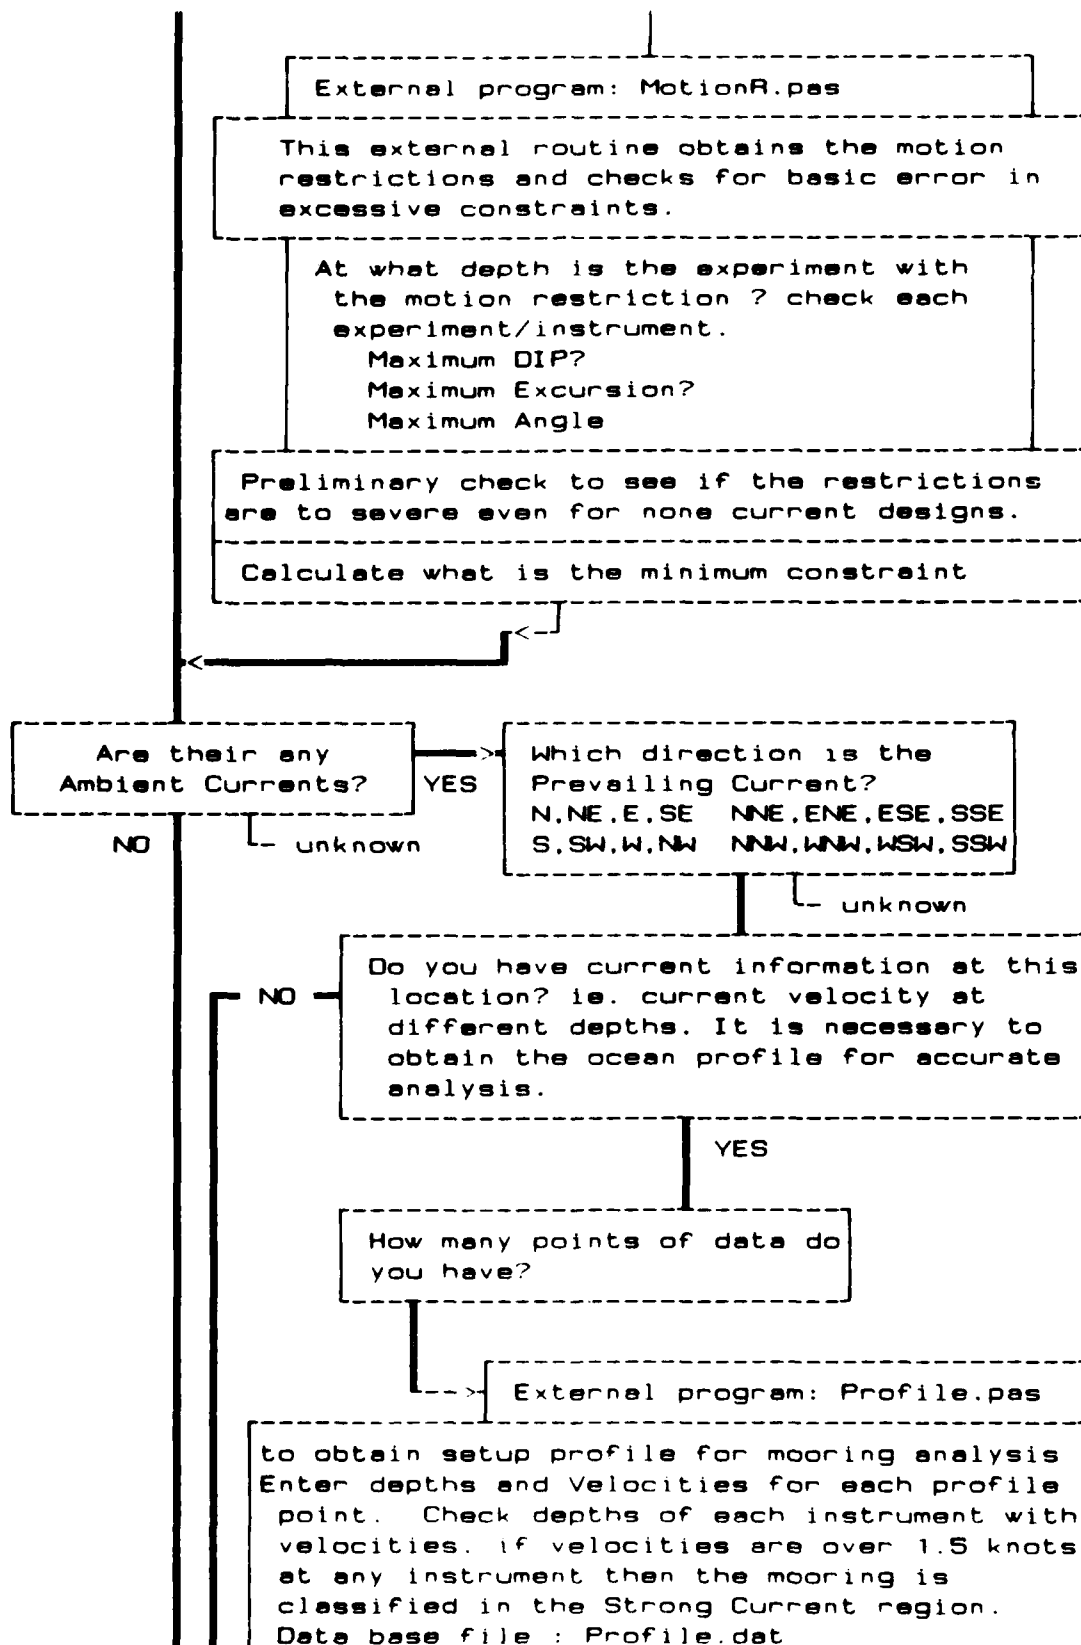 External program: MotionR.pas
This external routine obtains the motion
restrictions and checks for basic error in
excessive constraints.
At what depth is the experiment with
the motion restriction ? check each
experiment/instrument.
Maximum DIP?
Maximum Excursion?
Maximum Angle
Preliminary check to see if the restrictions
are to severe even for none current designs.
Calculate what is the minimum constraint
Are their any
Ambient Currents?
YES
NO
unknown
Which direction is the
Prevailing Current?
N,NE,E,SE NNE,ENE,ESE,SSE
S,SW,W,NW NNW,WNW,WSW,SSW
unknown
Do you have current information at this
location? ie. current velocity at
different depths. It is necessary to
obtain the ocean profile for accurate
analysis.
NO
YES
How many points of data do
you have?
External program: Profile.pas
to obtain setup profile for mooring analysis
Enter depths and Velocities for each profile
point. Check depths of each instrument with
velocities. if velocities are over 1.5 knots
at any instrument then the mooring is
classified in the Strong Current region.
Data base file : Profile.dat